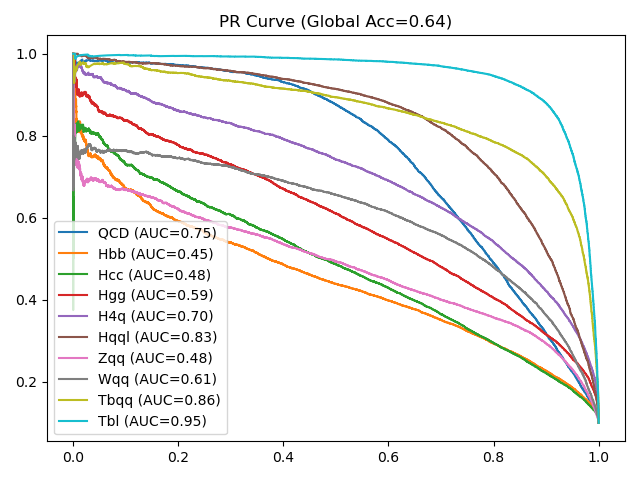 PR Curve (Global Acc=0.64)
1.0
0.8
0.6
0.4
0.2
QCD (AUC=0.75)
Hbb (AUC=0.45)
Hcc (AUC=0.48)
Hgg (AUC=0.59)
H4q (AUC=0.70)
Hqql (AUC=0.83)
Zqq (AUC=0.48)
Wqq (AUC=0.61)
Tbqq (AUC=0.86)
Tbl (AUC=0.95)
0.0 0.2 0.4 0.6 0.8 1.0